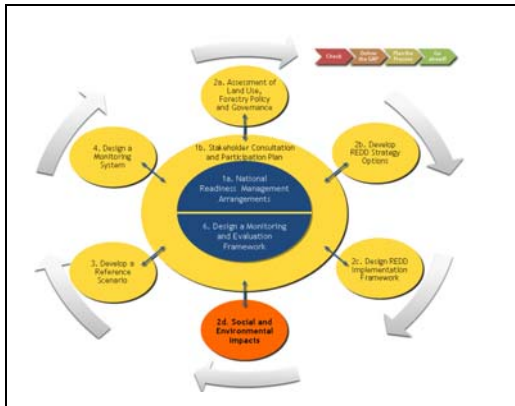 Check
Deliver
the GAP
Plan the
Process
Go
ahead!
2a. Assessment of
Land Use,
Forestry Policy
and Governance
4. Design a
Monitoring
System
1b. Stakeholder Consultation
and Participation Plan
2b. Develop
REDD Strategy
Options
1a. National
Readiness Management
Arrangements
6. Design a Monitoring
and Evaluation
Framework
3. Develop a
Reference
Scenario
2c. Design REDD
Implementation
Framework
2d. Social and
Environmental
Impacts